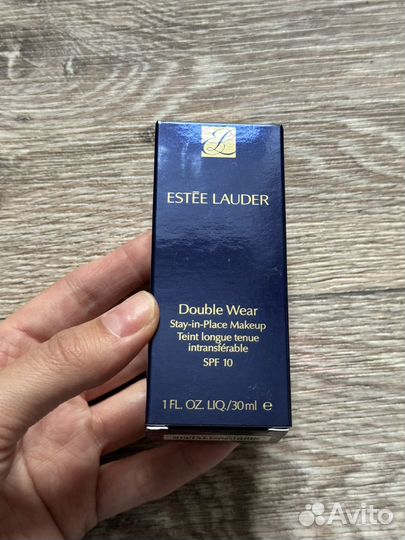 ESTĒE LAUDER
Double Wear
Stay-in-Place Makeup
Teint longue tenue
intransférable
SPF 10
1 FL. OZ. LIQ./30 ml e
Avito